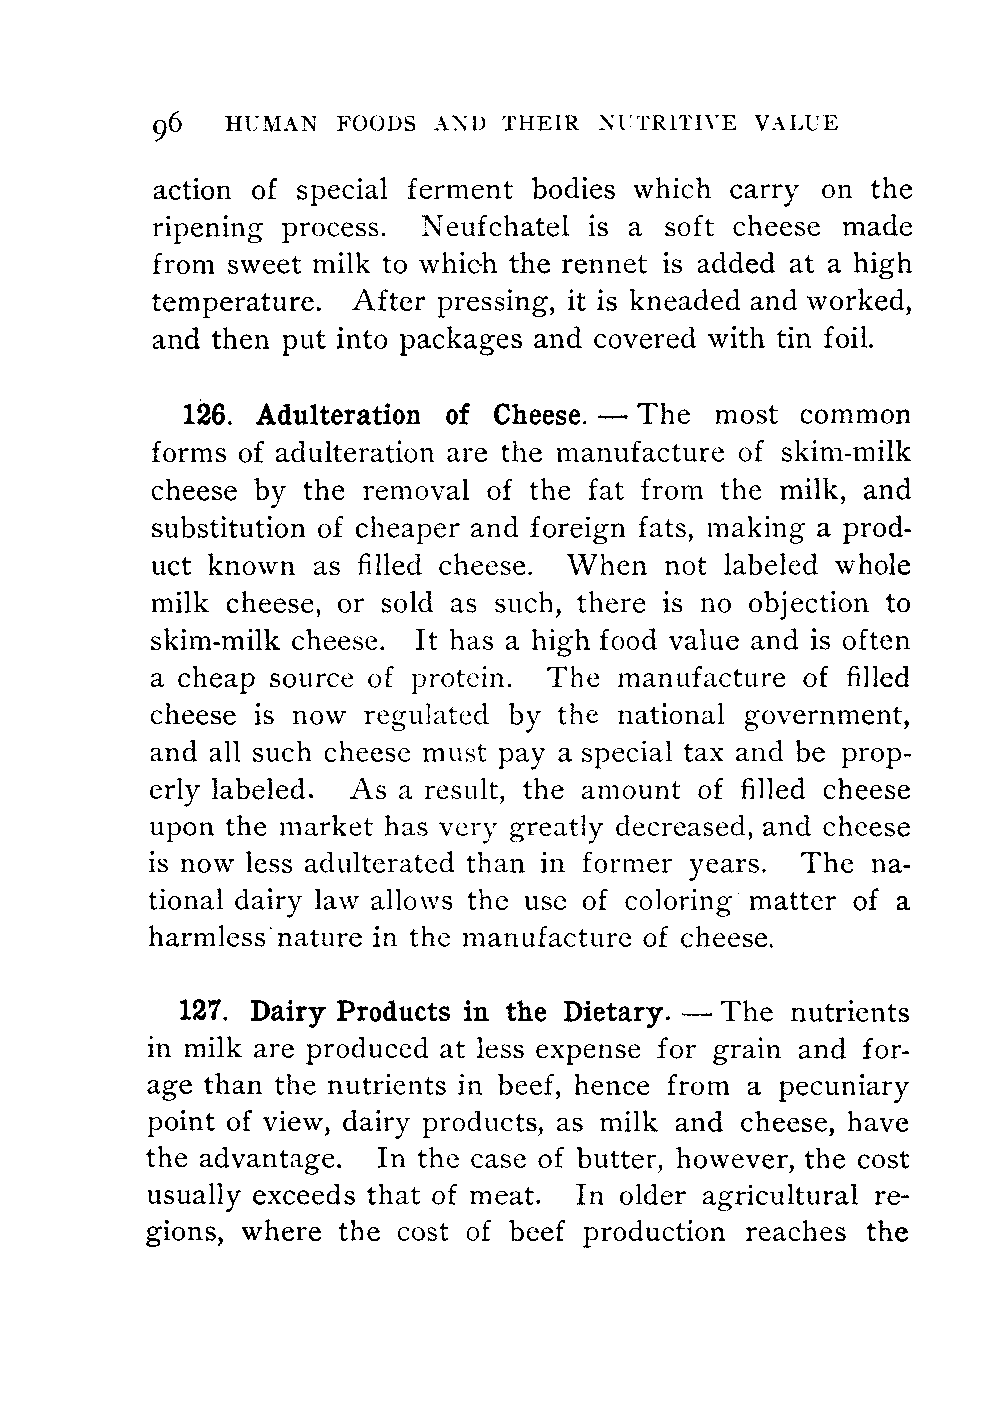 96 HUMAN FOODS AND THEIR NUTRITIVE VALUE
action of special ferment bodies which carry on the
ripening process. Neufchatel is a soft cheese made
from sweet milk to which the rennet is added at a high
temperature. After pressing, it is kneaded and worked,
and then put into packages and covered with tin foil.
126. Adulteration of Cheese. — The most common
forms of adulteration are the manufacture of skim-milk
cheese by the removal of the fat from the milk, and
substitution of cheaper and foreign fats, making a prod-
uct known as filled cheese. When not labeled whole
milk cheese, or sold as such, there is no objection to
skim-milk cheese. It has a high food value and is often
a cheap source of protein. The manufacture of filled
cheese is now regulated by the national government,
and all such cheese must pay a special tax and be prop-
erly labeled. As a result, the amount of filled cheese
upon the market has very greatly decreased, and cheese
is now less adulterated than in former years. The na-
tional dairy law allows the use of coloring matter of a
harmless nature in the manufacture of cheese.
127. Dairy Products in the Dietary. — The nutrients
in milk are produced at less expense for grain and for-
age than the nutrients in beef, hence from a pecuniary
point of view, dairy products, as milk and cheese, have
the advantage. In the case of butter, however, the cost
usually exceeds that of meat. In older agricultural re-
gions, where the cost of beef production reaches the